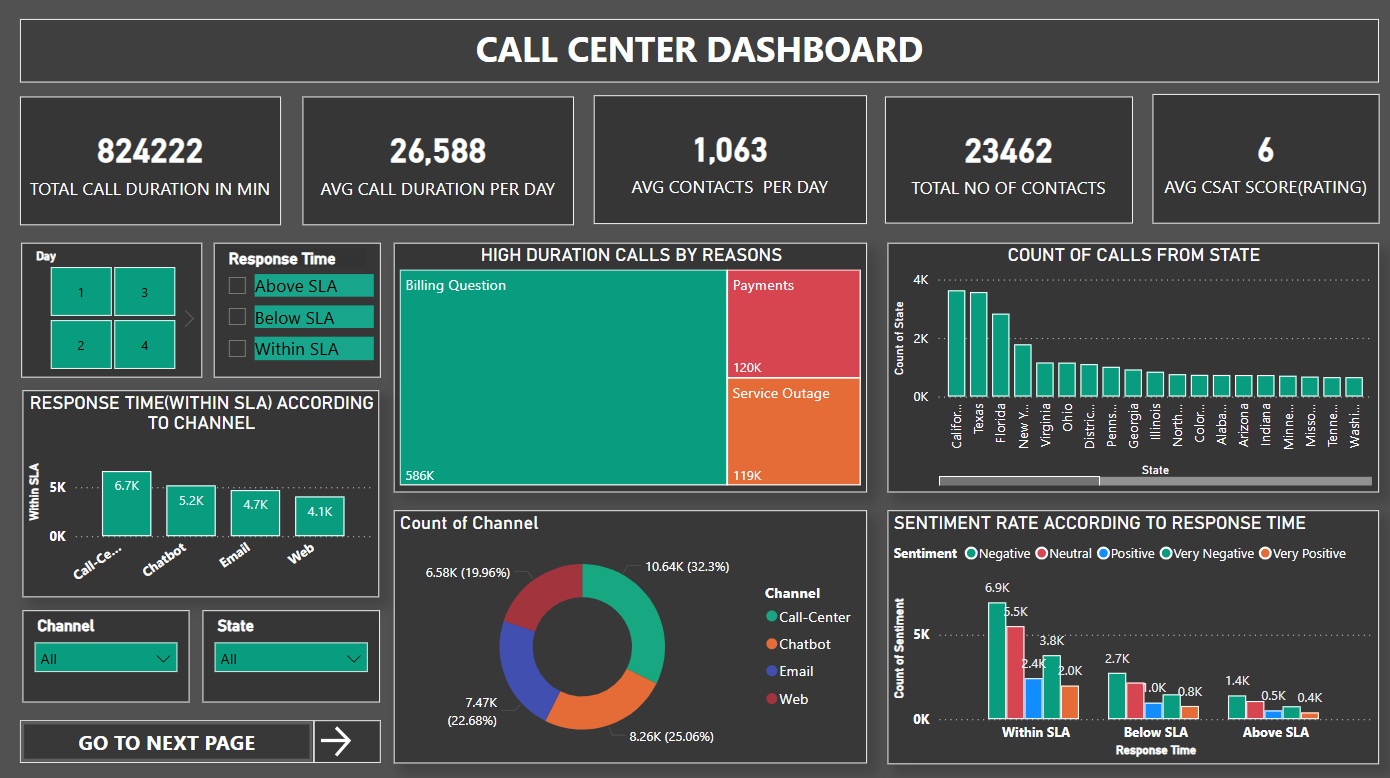 CALL CENTER DASHBOARD
824222
TOTAL CALL DURATION IN MIN
26,588
AVG CALL DURATION PER DAY
1,063
AVG CONTACTS PER DAY
23462
TOTAL NO OF CONTACTS
6
AVG CSAT SCORE(RATING)
Day
1
3
2
4
Response Time
Above SLA
Below SLA
Within SLA
RESPONSE TIME(WITHIN SLA) ACCORDING
TO CHANNEL
Within SLA
5K
0K
6.7K
5.2K
4.7K
4.1K
Call-Ce...
Chatbot
Email
Web
Channel
All
State
All
GO TO NEXT PAGE
HIGH DURATION CALLS BY REASONS
Billing Question
586K
Payments
120K
Service Outage
119K
Count of Channel
10.64K (32.3%)
6.58K (19.96%)
7.47K
(22.68%)
8.26K (25.06%)
Channel
Call-Center
Chatbot
Email
Web
COUNT OF CALLS FROM STATE
Count of State
4K
2K
0K
Califor...
Texas
Florida
New Y...
Virginia
Ohio
Distric...
Penns...
Georgia
Illinois
North...
Color...
Alaba...
Arizona
Indiana
Minne...
Misso...
Tenne...
Washi...
State
SENTIMENT RATE ACCORDING TO RESPONSE TIME
Sentiment Negative Neutral Positive Very Negative Very Positive
Count of Sentiment
5K
0K
6.9K
5.5K
2.4K
3.8K
2.0K
2.7K
1.0K
0.8K
1.4K
0.5K
0.4K
Within SLA
Below SLA
Above SLA
Response Time